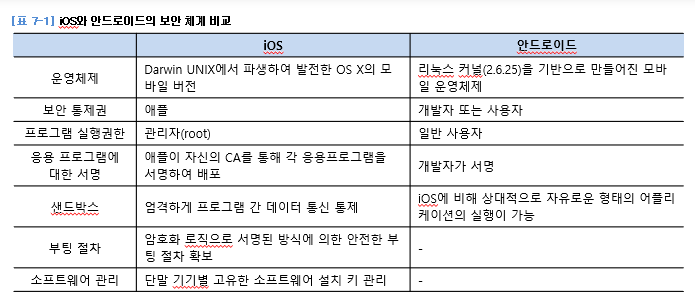 [표 7-1] iOS와 안드로이드의 보안 체계 비교
iOS 안드로이드
운영체제 Darwin UNIX에서 파생하여 발전한 OS X의 모 리눅스 커널(2.6.25)을 기반으로 만들어진 모바
바일 버전 일 운영체제
보안 통제권 애플 개발자 또는 사용자
프로그램 실행권한 관리자(root) 일반 사용자
응용 프로그램에 애플이 자신의 CA를 통해 각 응용프로그램을 개발자가 서명
대한 서명 서명하여 배포
샌드박스 엄격하게 프로그램 간 데이터 통신 통제 iOS에 비해 상대적으로 자유로운 형태의 어플리
케이션의 실행이 가능
부팅 절차 암호화 로직으로 서명된 방식에 의한 안전한 부 -
팅 절차 확보
소프트웨어 관리 단말 기기별 고유한 소프트웨어 설치 키 관리 -